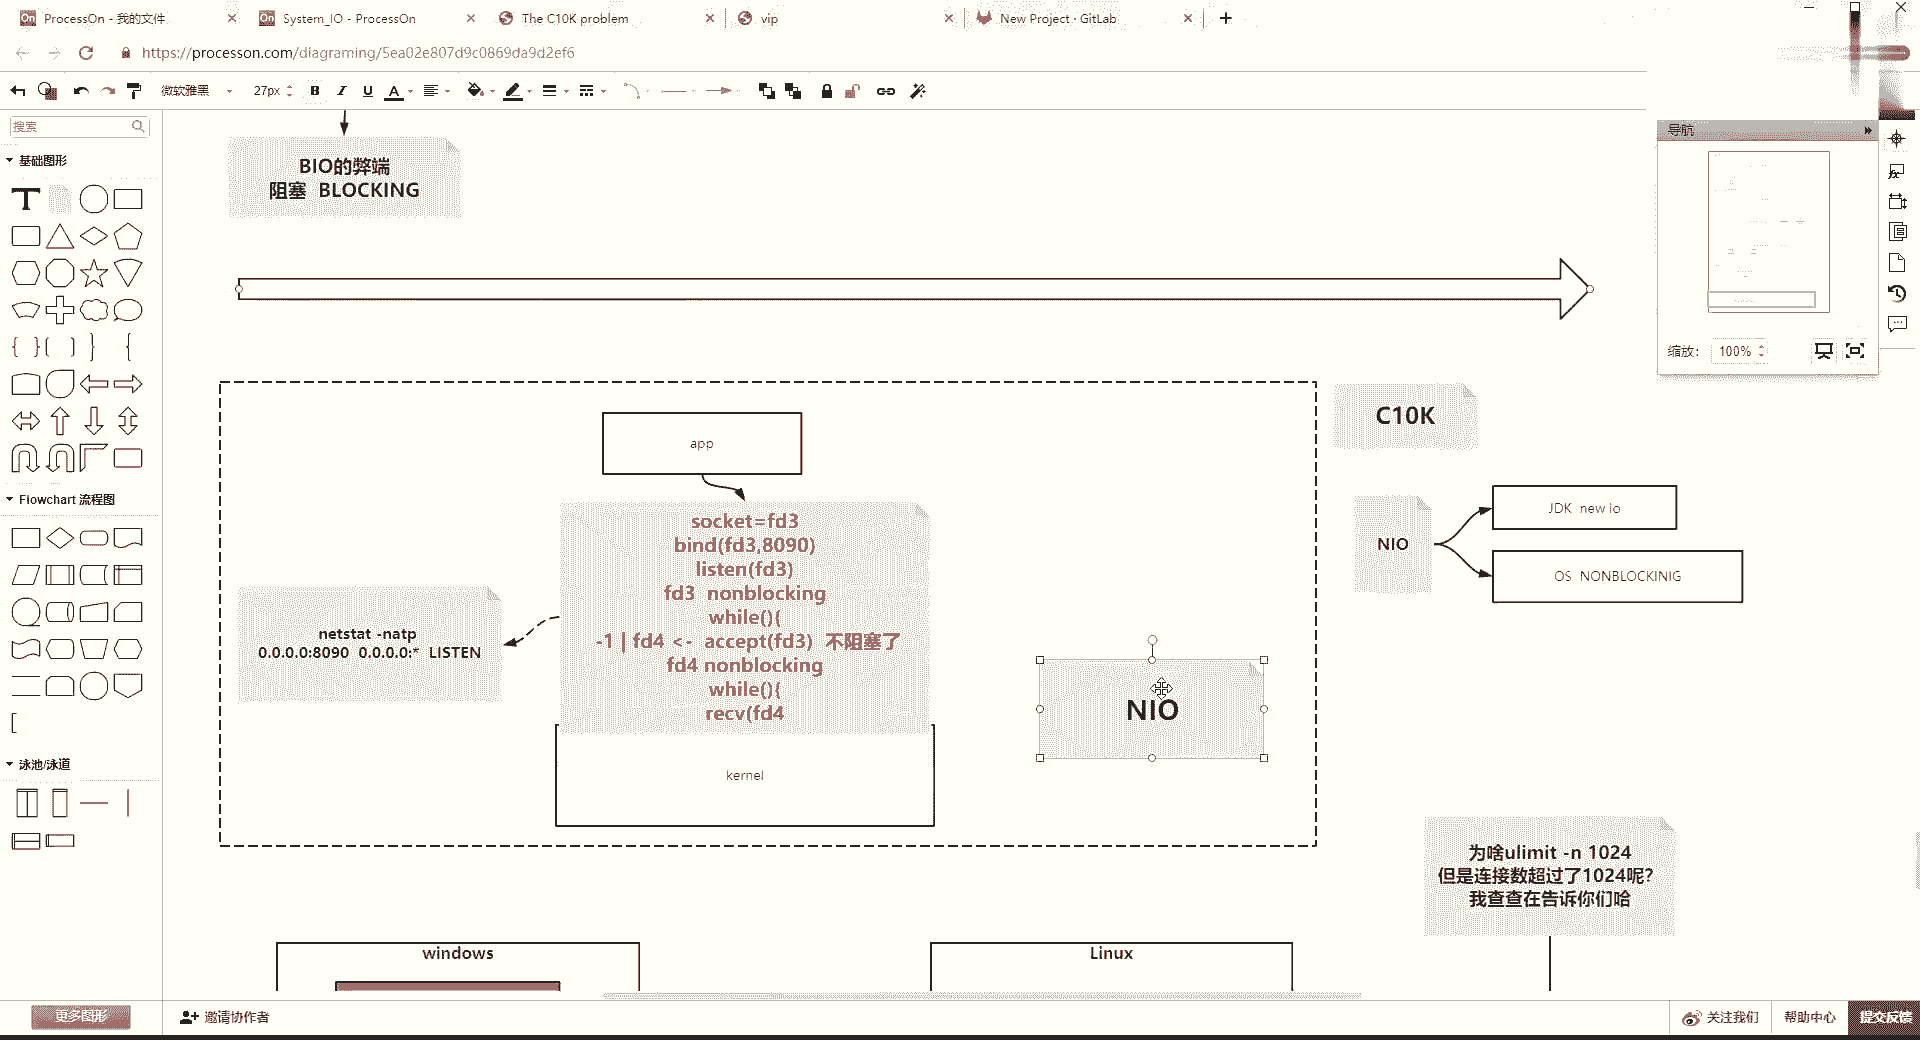 ProcessOn - 我的文件
System_IO - ProcessOn
The C10K problem
vip
New Project · GitLab
https://processon.com/diagraming/5ea02e807d9c0869da9d2ef6
微软雅黑
27px
B
I
U
A
搜索
基础图形
T
Flowchart 流程图
泳池/泳道
更多图形
BIO的弊端
阻塞  BLOCKING
app
socket=fd3
bind(fd3,8090)
listen(fd3)
fd3  nonblocking
while(){
-1 | fd4 <-  accept(fd3)  不阻塞了
fd4 nonblocking
while(){
recv(fd4
netstat -natp
0.0.0.0:8090  0.0.0.0:*  LISTEN
kernel
NIO
C10K
NIO
JDK  new io
OS  NONBLOCKINIG
为啥ulimit -n 1024
但是连接数超过了1024呢?
我查查在告诉你们哈
windows
Linux
导航
缩放:
100%
邀请协作者
关注我们
帮助中心
提交反馈